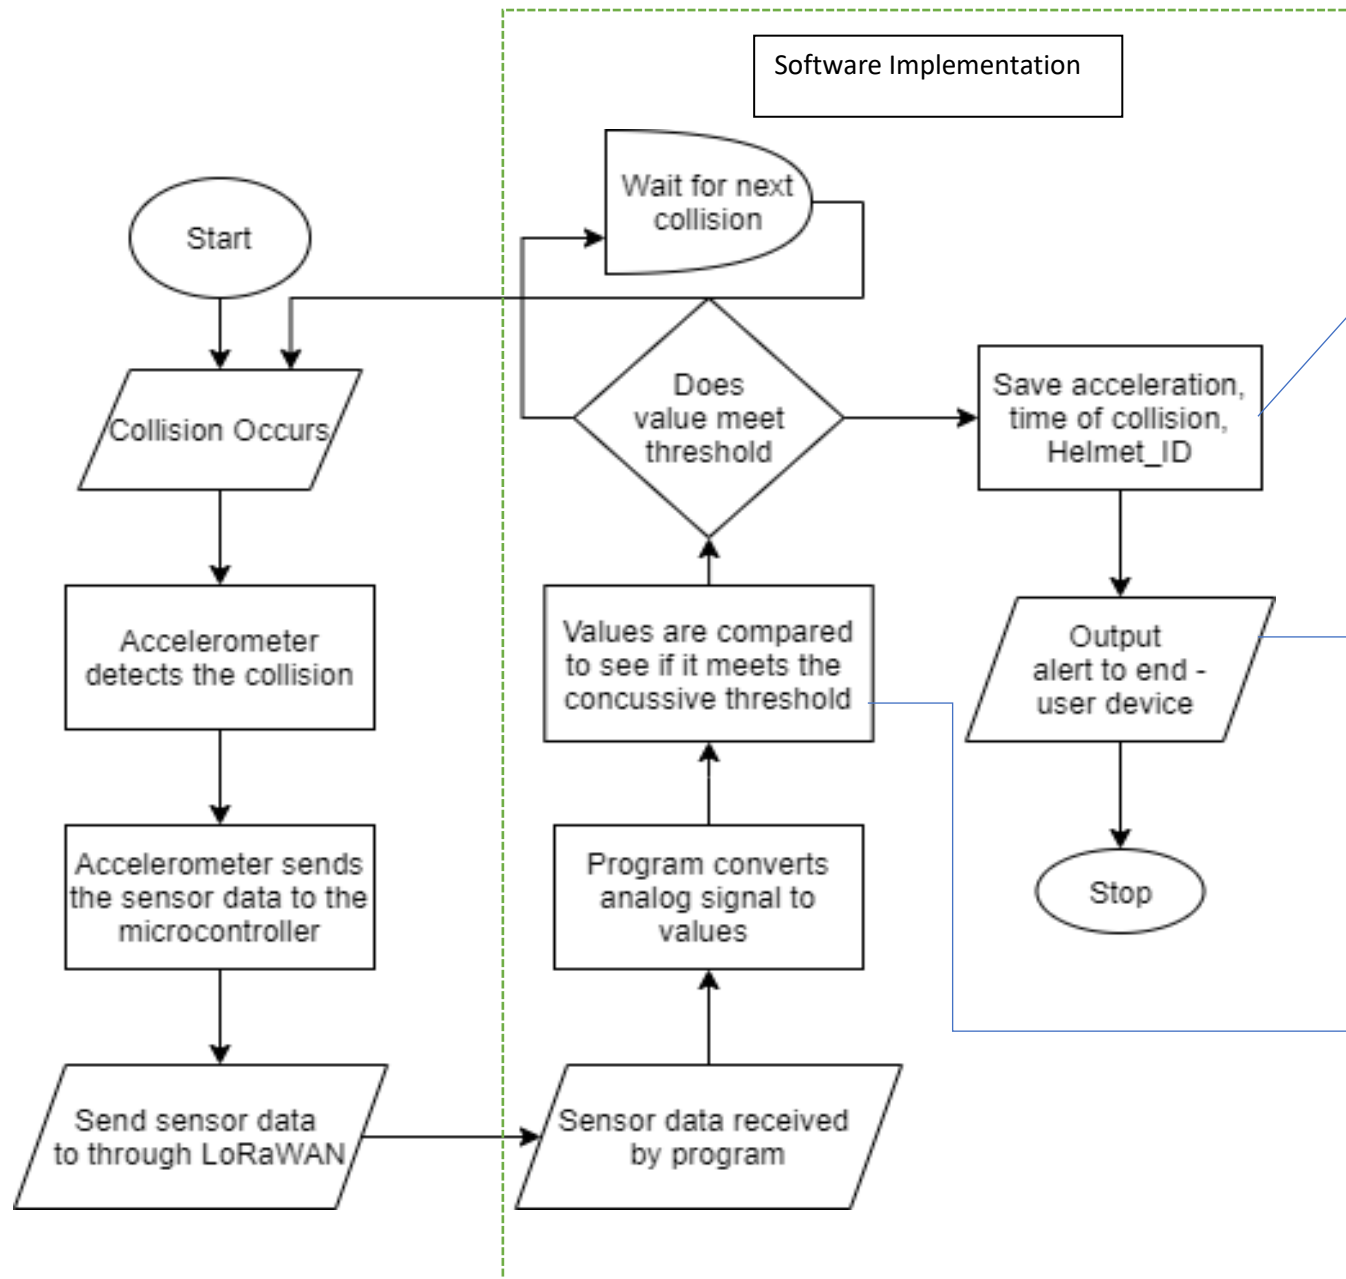 Software Implementation
Start
Collision Occurs
Accelerometer
detects the collision
Accelerometer sends
the sensor data to the
microcontroller
Send sensor data
to through LoRaWAN
Sensor data received
by program
Program converts
analog signal to
values
Values are compared
to see if it meets the
concussive threshold
Does
value meet
threshold
Wait for next
collision
Save acceleration,
time of collision,
Helmet_ID
Output
alert to end -
user device
Stop